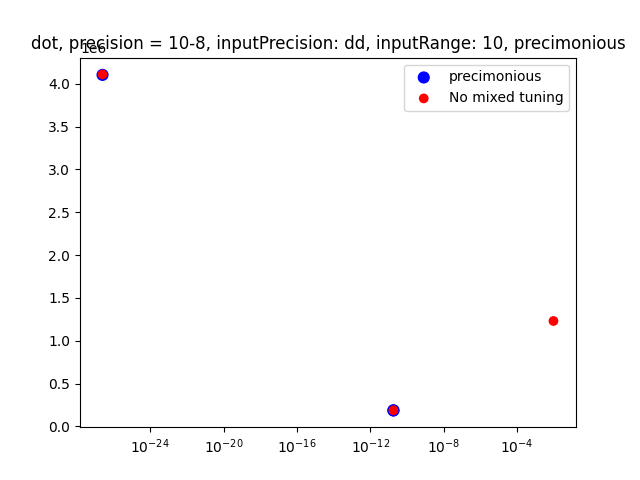 dot, precision = 10-8, inputPrecision: dd, inputRange: 10, precimonious
1e6
precimonious
No mixed tuning
4.0
3.5
3.0
2.5
2.0
1.5
1.0
0.5
0.0
10⁻²⁴ 10⁻²⁰ 10⁻¹⁶ 10⁻¹² 10⁻⁸ 10⁻⁴